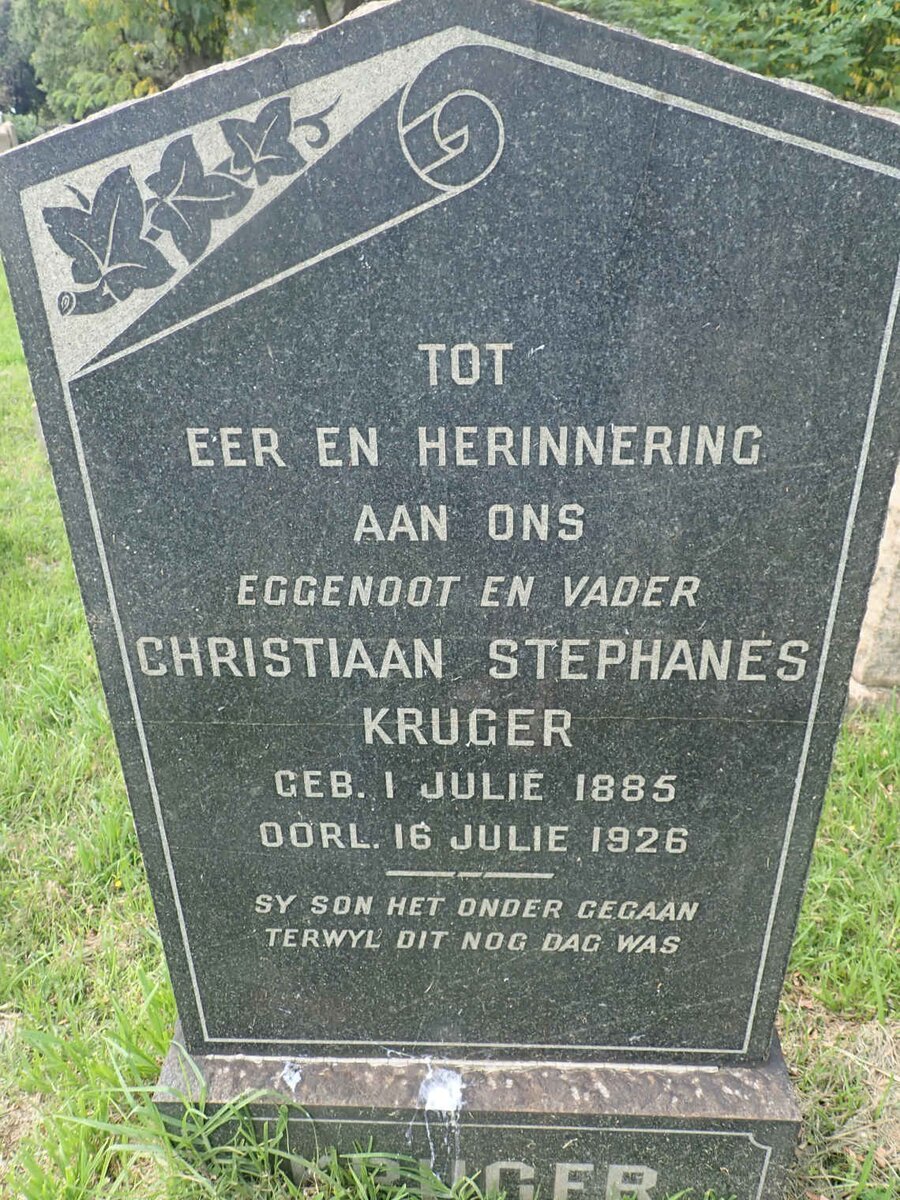 TOT
EER EN HERINNERING
AAN ONS
EGGENOOT EN VADER
CHRISTIAAN STEPHANES
KRUGER
GEB. 1 JULIE 1885
OORL. 16 JULIE 1926
SY SON HET ONDER GEGAAN
TERWYL DIT NOG DAG WAS
KRUGER